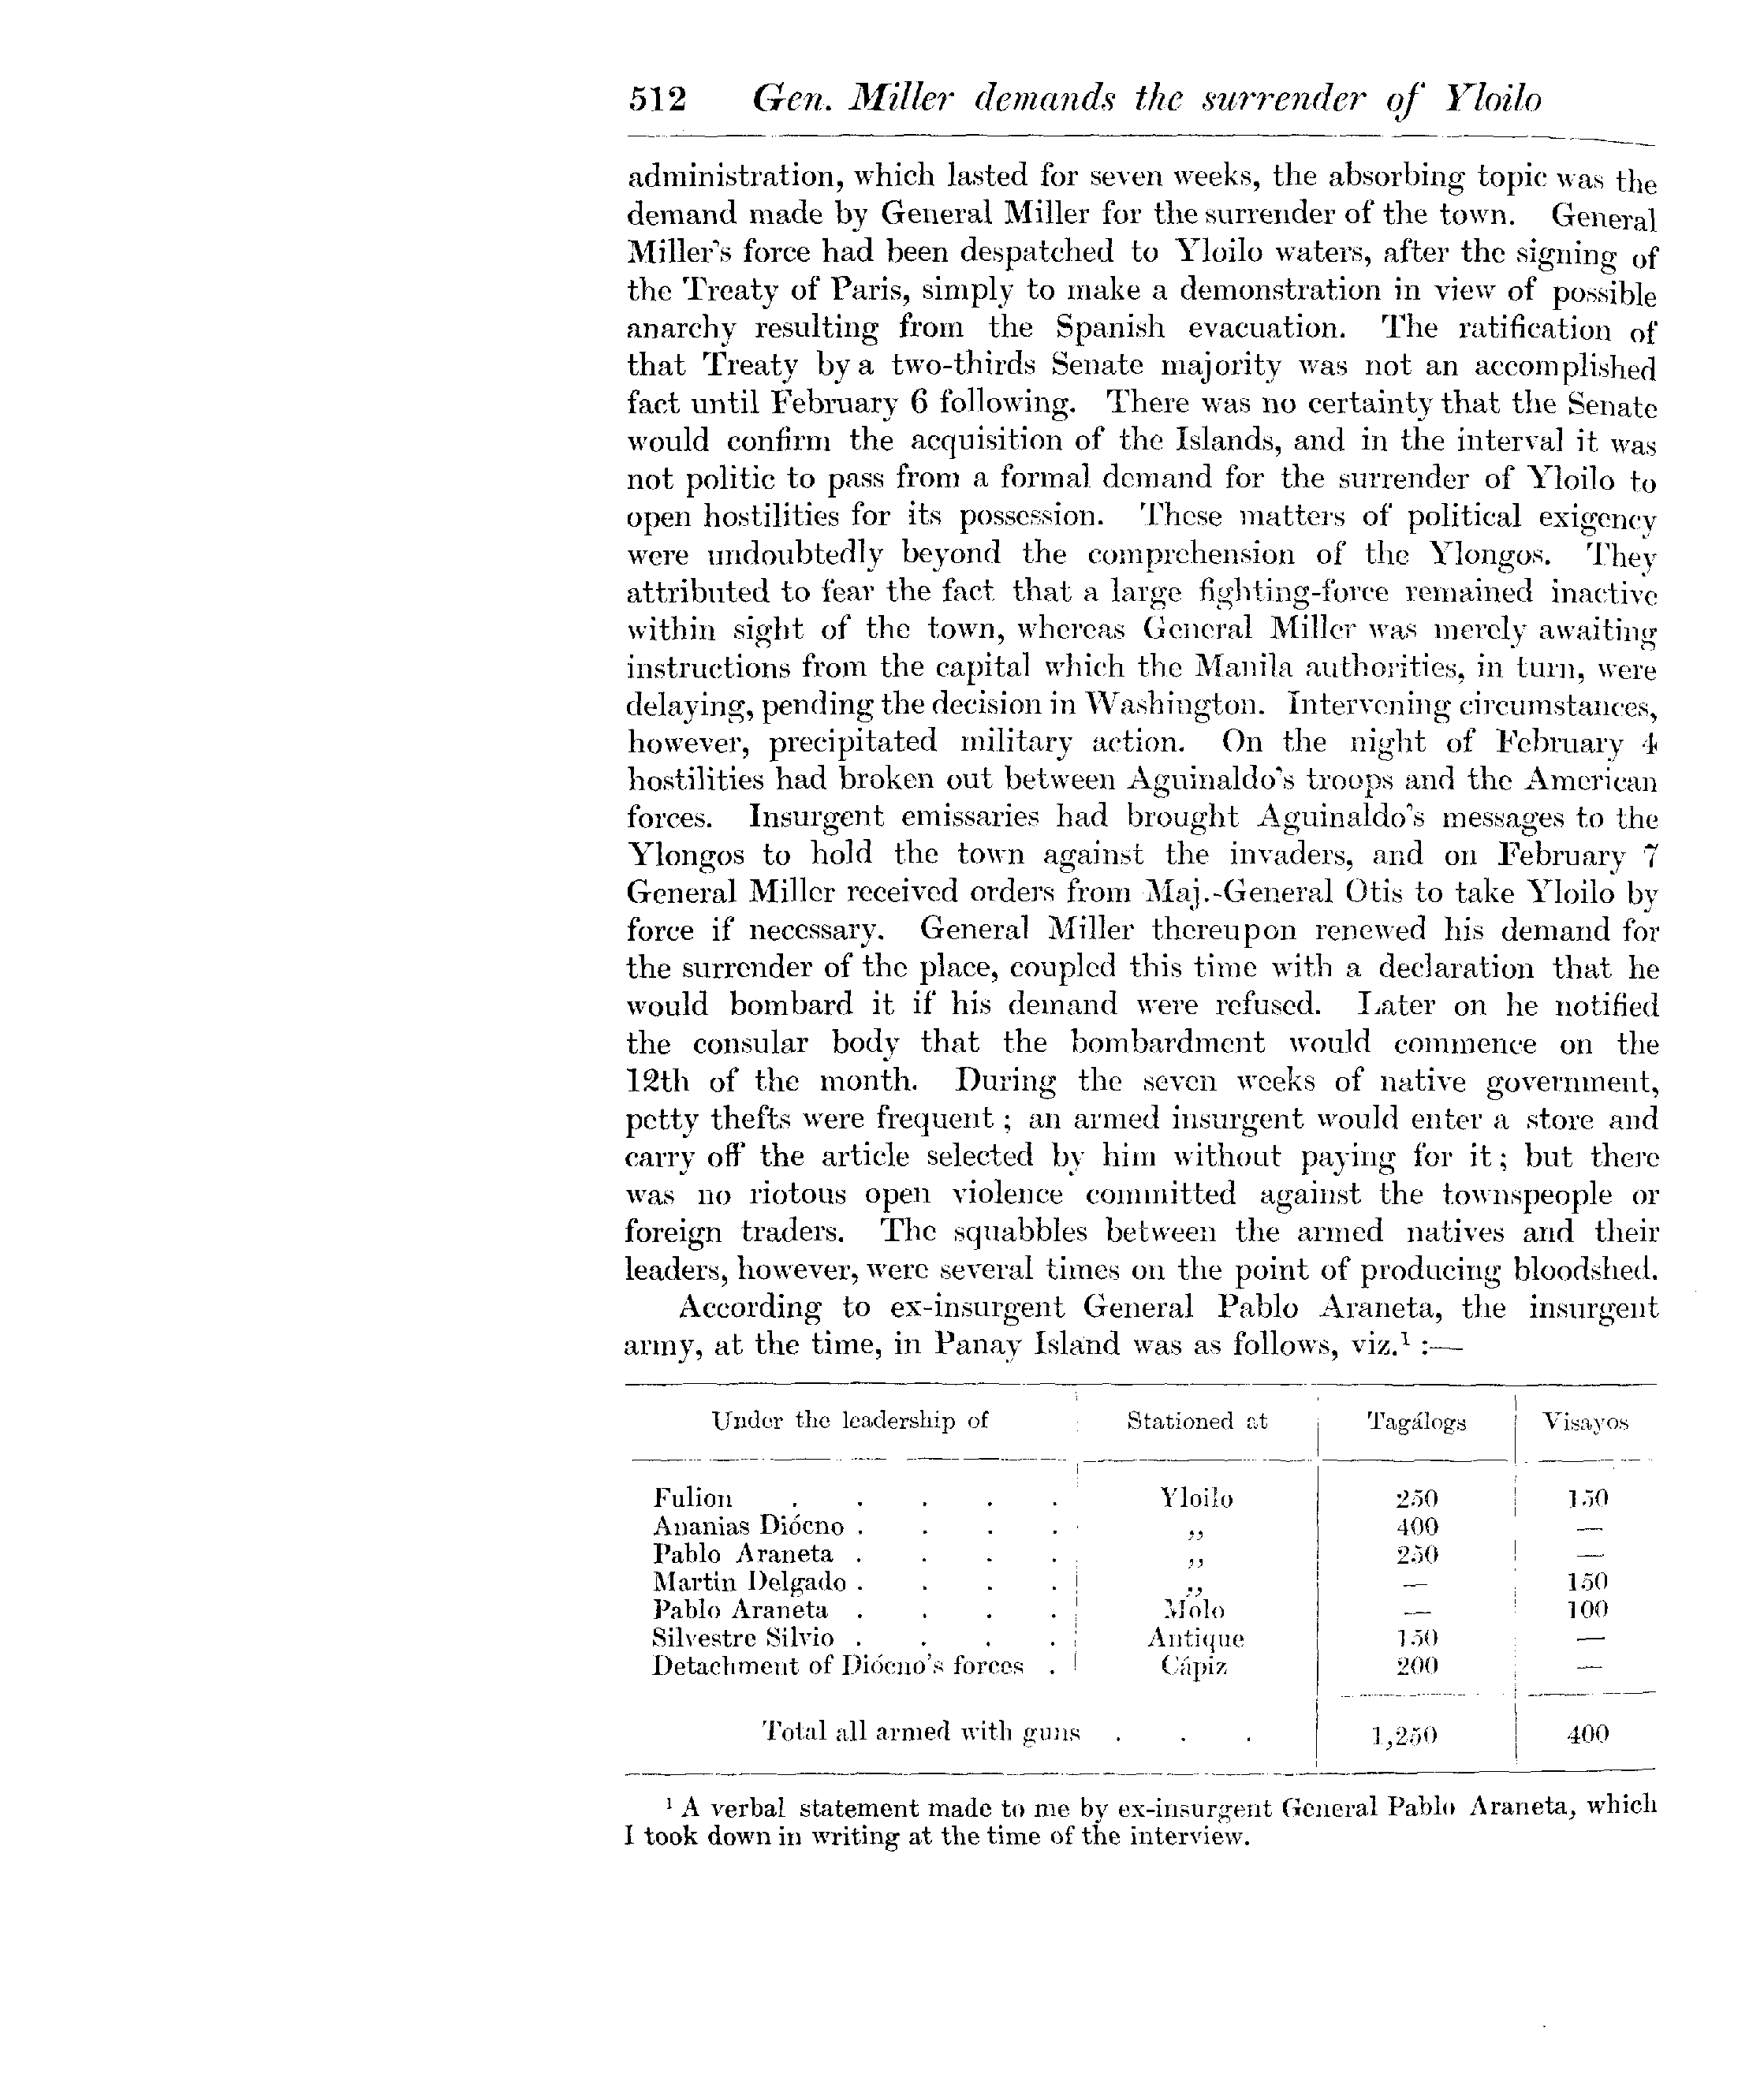 512 Gen. Miller demands the surrender of Yloilo
administration, which lasted for seven weeks, the absorbing topic was the
demand made by General Miller for the surrender of the town. General
Miller's force had been despatched to Yloilo waters, after the signing of
the Treaty of Paris, simply to make a demonstration in view of possible
anarchy resulting from the Spanish evacuation. The ratification of
that Treaty by a two-thirds Senate majority was not an accomplished
fact until February 6 following. There was no certainty that the Senate
would confirm the acquisition of the Islands, and in the interval it was
not politic to pass from a formal demand for the surrender of Yloilo to
open hostilities for its possession. These matters of political exigency
were undoubtedly beyond the comprehension of the Ylongos. They
attributed to fear the fact that a large fighting-force remained inactive
within sight of the town, whereas General Miller was merely awaiting
instructions from the capital which the Manila authorities, in turn, were
delaying, pending the decision in Washington. Intervening circumstances,
however, precipitated military action. On the night of February 4
hostilities had broken out between Aguinaldo's troops and the American
forces. Insurgent emissaries had brought Aguinaldo's messages to the
Ylongos to hold the town against the invaders, and on February 7
General Miller received orders from Maj.-General Otis to take Yloilo by
force if necessary. General Miller thereupon renewed his demand for
the surrender of the place, coupled this time with a declaration that he
would bombard it if his demand were refused. Later on he notified
the consular body that the bombardment would commence on the
12th of the month. During the seven weeks of native government,
petty thefts were frequent; an armed insurgent would enter a store and
carry off the article selected by him without paying for it; but there
was no riotous open violence committed against the townspeople or
foreign traders. The squabbles between the armed natives and their
leaders, however, were several times on the point of producing bloodshed.
According to ex-insurgent General Pablo Araneta, the insurgent
army, at the time, in Panay Island was as follows, viz.¹ :—
Under the leadership of Stationed at Tagálogs Visayos
Fulion . . . . . Yloilo 250 150
Ananias Diócno . . . . ,, 400 —
Pablo Araneta . . . . ,, 250 —
Martin Delgado . . . . ,, — 150
Pablo Araneta . . . . Molo — 100
Silvestre Silvio . . . . Antique 150 —
Detachment of Diócno's forces . Cápiz 200 —
Total all armed with guns . . . 1,250 400
¹ A verbal statement made to me by ex-insurgent General Pablo Araneta, which
I took down in writing at the time of the interview.